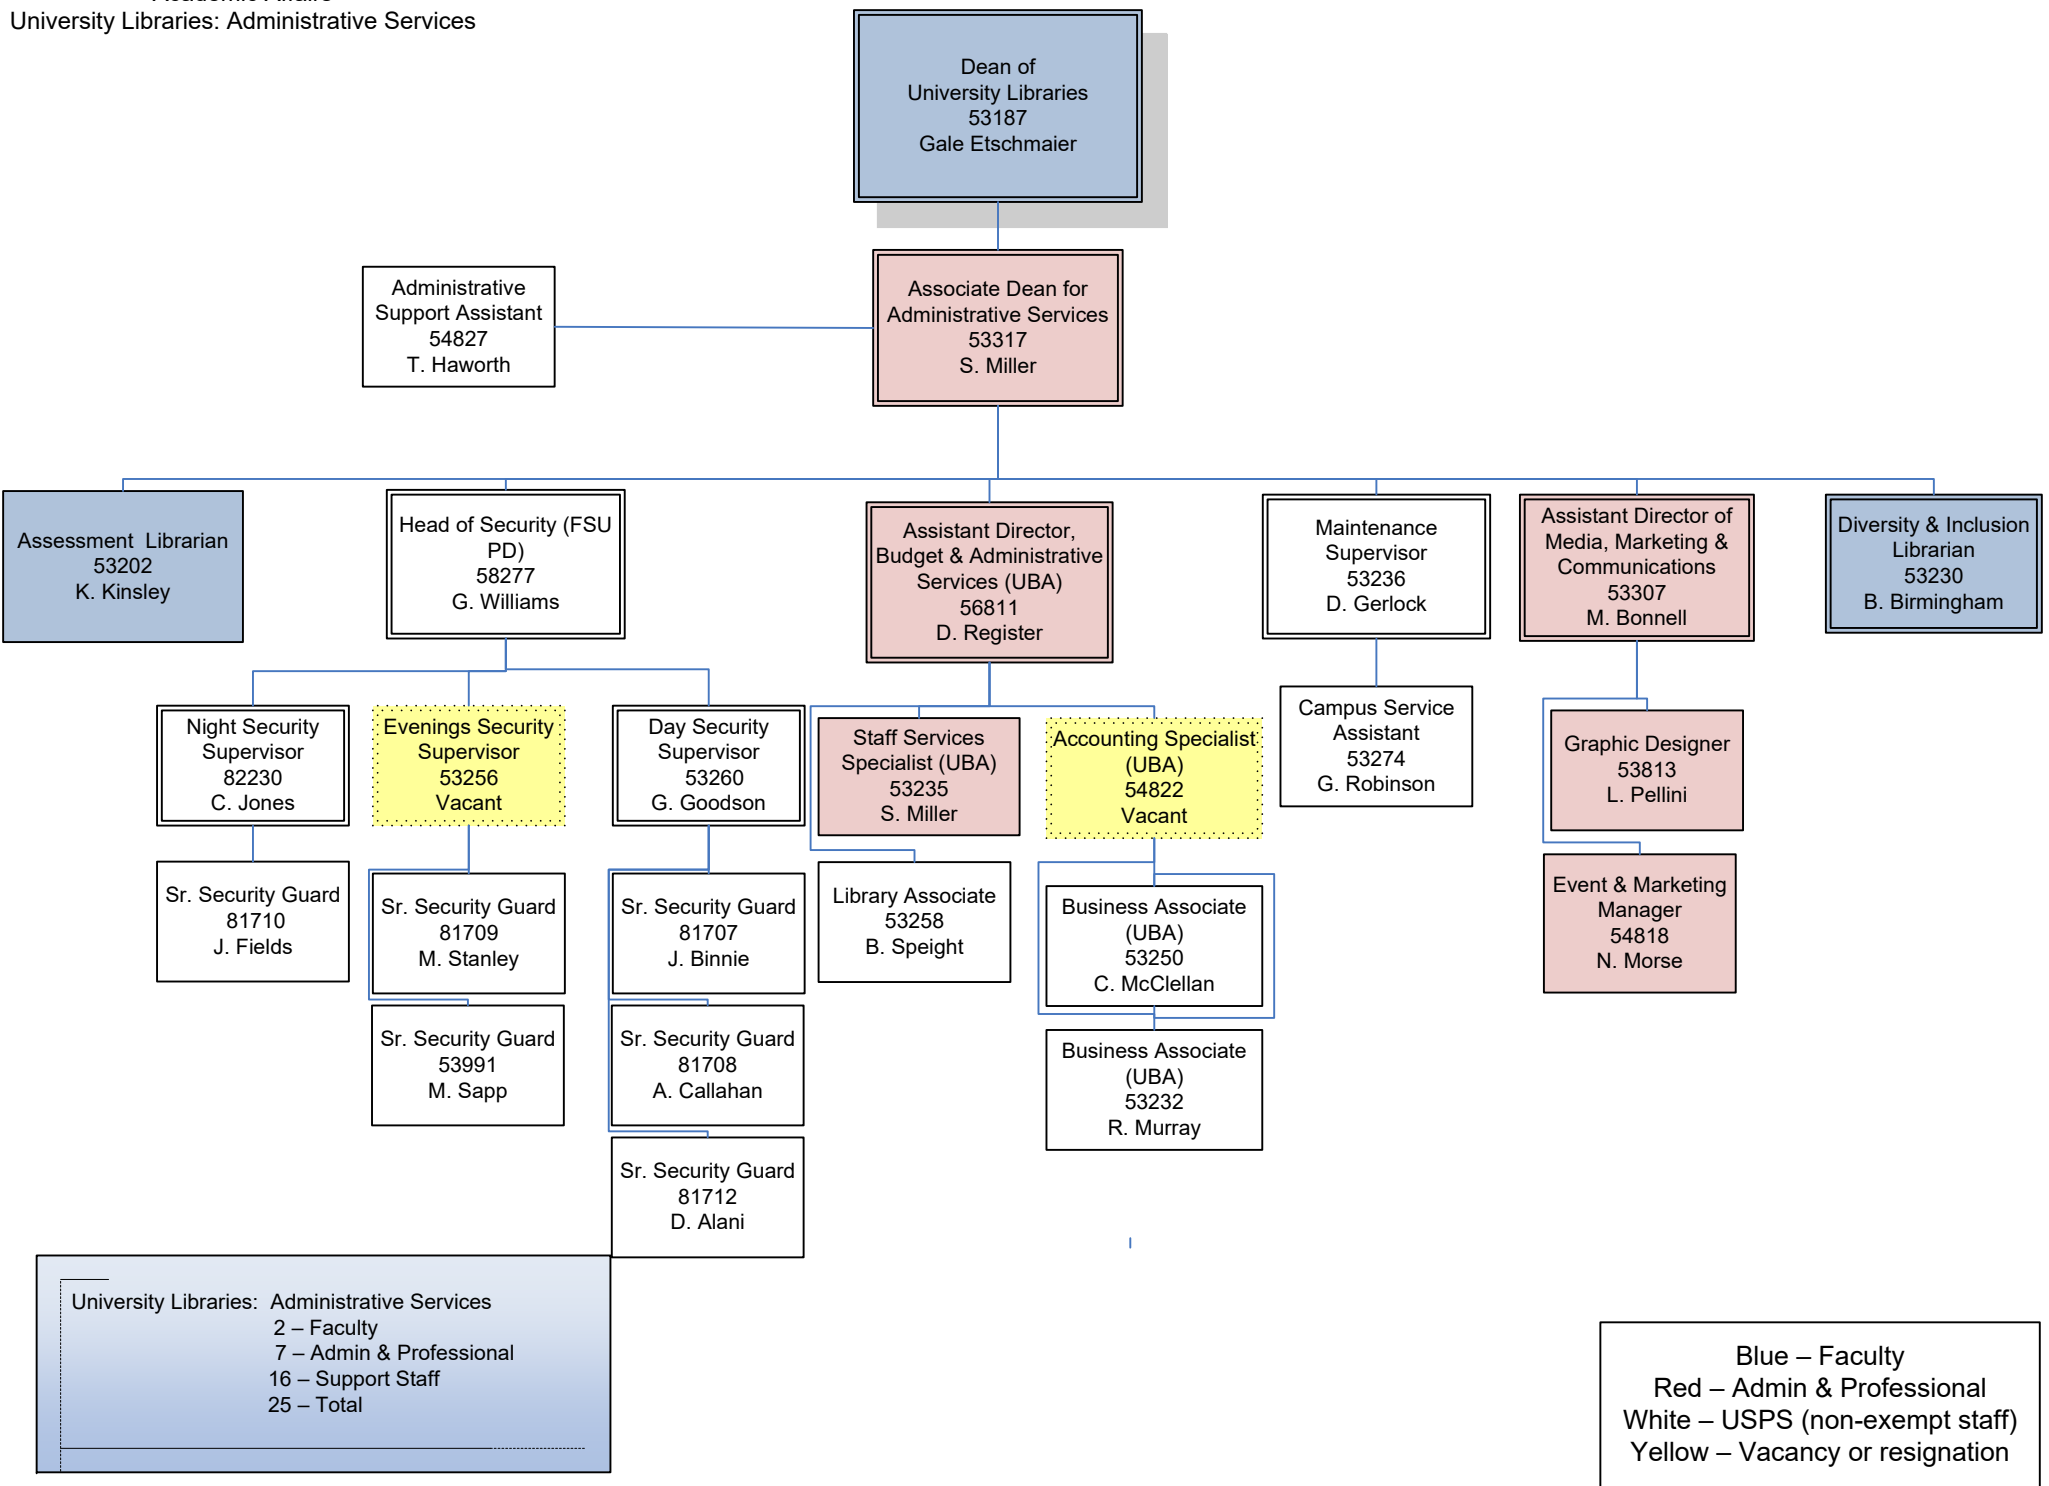 Academic Affairs
University Libraries: Administrative Services
Dean of
University Libraries
53187
Gale Etschmaier
Administrative
Support Assistant
54827
T. Haworth
Associate Dean for
Administrative Services
53317
S. Miller
Assessment  Librarian
53202
K. Kinsley
Head of Security (FSU
PD)
58277
G. Williams
Assistant Director,
Budget & Administrative
Services (UBA)
56811
D. Register
Maintenance
Supervisor
53236
D. Gerlock
Assistant Director of
Media, Marketing &
Communications
53307
M. Bonnell
Diversity & Inclusion
Librarian
53230
B. Birmingham
Night Security
Supervisor
82230
C. Jones
Evenings Security
Supervisor
53256
Vacant
Day Security
Supervisor
53260
G. Goodson
Staff Services
Specialist (UBA)
53235
S. Miller
Accounting Specialist
(UBA)
54822
Vacant
Campus Service
Assistant
53274
G. Robinson
Graphic Designer
53813
L. Pellini
Sr. Security Guard
81710
J. Fields
Sr. Security Guard
81709
M. Stanley
Sr. Security Guard
81707
J. Binnie
Library Associate
53258
B. Speight
Business Associate
(UBA)
53250
C. McClellan
Event & Marketing
Manager
54818
N. Morse
Sr. Security Guard
53991
M. Sapp
Sr. Security Guard
81708
A. Callahan
Business Associate
(UBA)
53232
R. Murray
Sr. Security Guard
81712
D. Alani
University Libraries:  Administrative Services
2 – Faculty
7 – Admin & Professional
16 – Support Staff
25 – Total
Blue – Faculty
Red – Admin & Professional
White – USPS (non-exempt staff)
Yellow – Vacancy or resignation